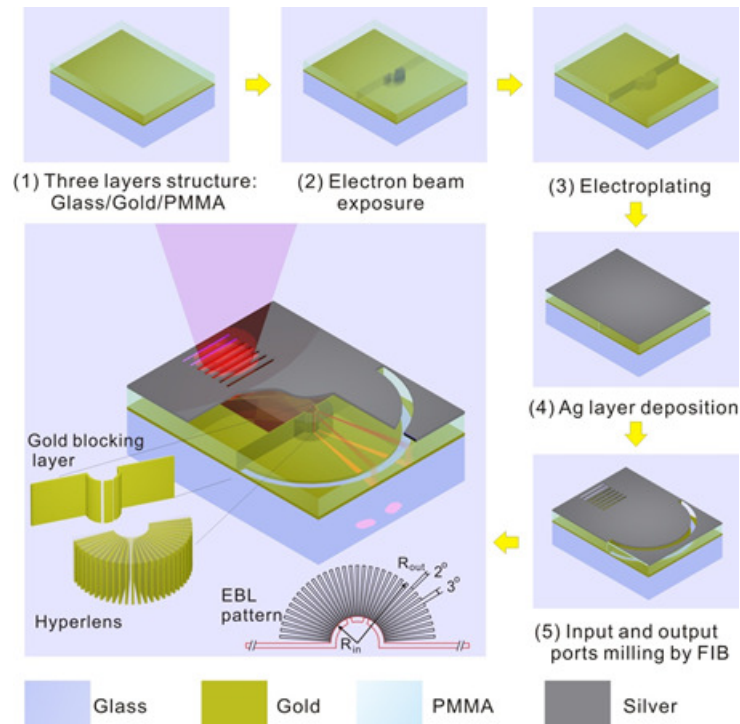 (1) Three layers structure:
Glass/Gold/PMMA
(2) Electron beam
exposure
(3) Electroplating
(4) Ag layer deposition
(5) Input and output
ports milling by FIB
Gold blocking
layer
Hyperlens
EBL
pattern
Rout
2°
3°
Rin
Glass
Gold
PMMA
Silver